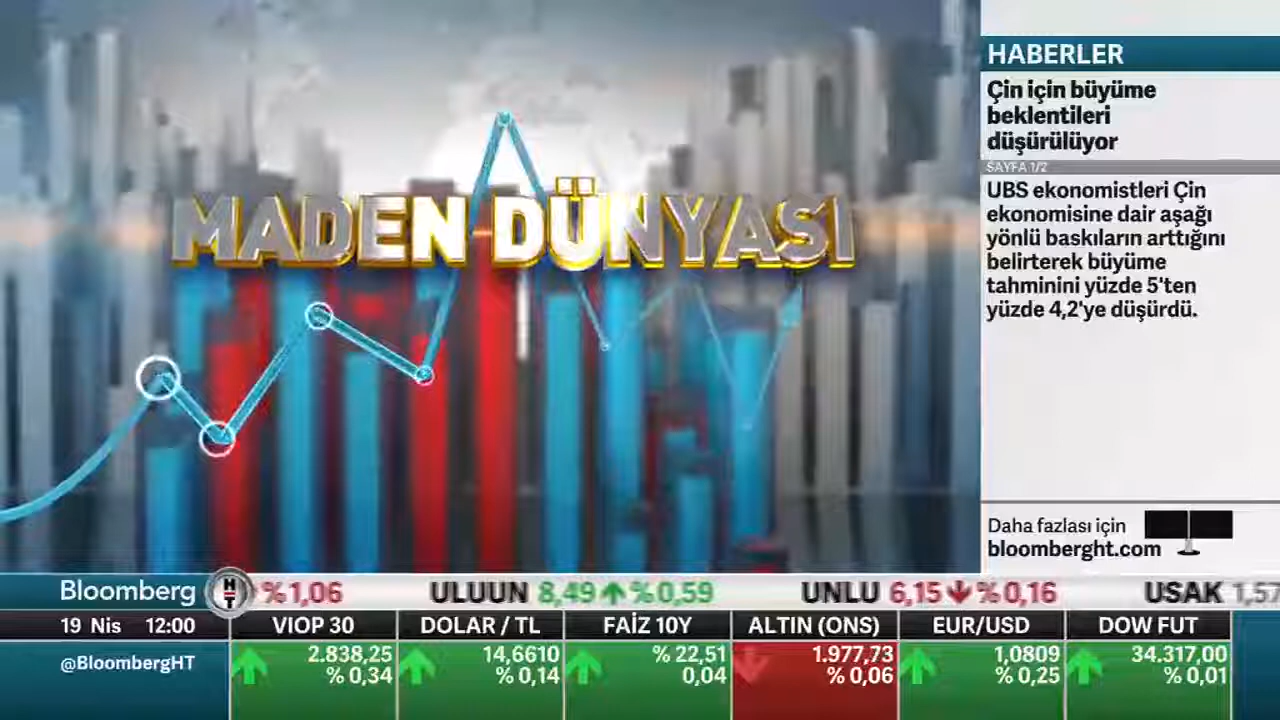 MADEN DÜNYASI
HABERLER
Çin için büyüme
beklentileri
düşürülüyor
SAYFA 1/2
UBS ekonomistleri Çin
ekonomisine dair aşağı
yönlü baskıların arttığını
belirterek büyüme
tahminini yüzde 5'ten
yüzde 4,2'ye düşürdü.
Daha fazlası için
bloomberght.com
Bloomberg HT %1,06 ULUUN 8,49 %0,59 UNLU 6,15 %0,16 USAK 1,57
19 Nis 12:00 VIOP 30 DOLAR / TL FAİZ 10Y ALTIN (ONS) EUR/USD DOW FUT
@BloombergHT 2.838,25 14,6610 % 22,51 1.977,73 1,0809 34.317,00
% 0,34 % 0,14 0,04 % 0,06 % 0,25 % 0,01